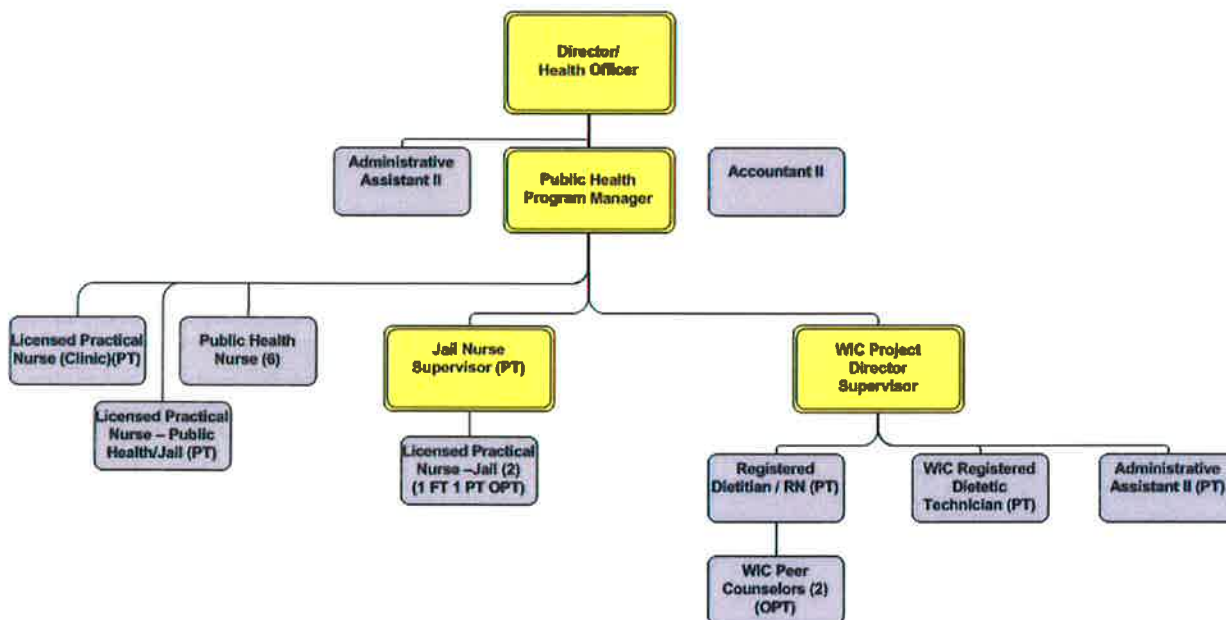 Director/
Health Officer
Administrative
Assistant II
Public Health
Program Manager
Accountant II
Licensed Practical
Nurse (Clinic)(PT)
Public Health
Nurse (6)
Jail Nurse
Supervisor (PT)
WIC Project
Director
Supervisor
Licensed Practical
Nurse – Public
Health/Jail (PT)
Licensed Practical
Nurse –Jail (2)
(1 FT 1 PT OPT)
Registered
Dietitian / RN (PT)
WIC Registered
Dietetic
Technician (PT)
Administrative
Assistant II (PT)
WIC Peer
Counselors (2)
(OPT)